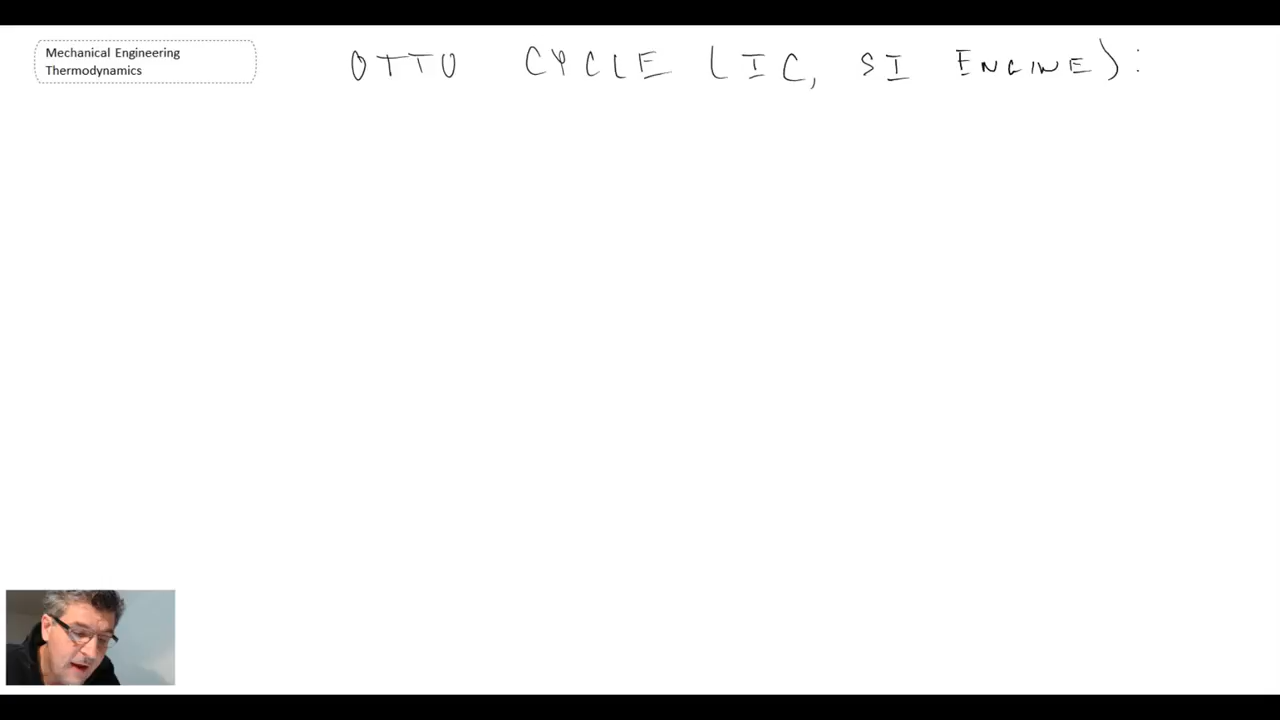 Mechanical Engineering
Thermodynamics
OTTO CYCLE (IC, SI ENGINE):